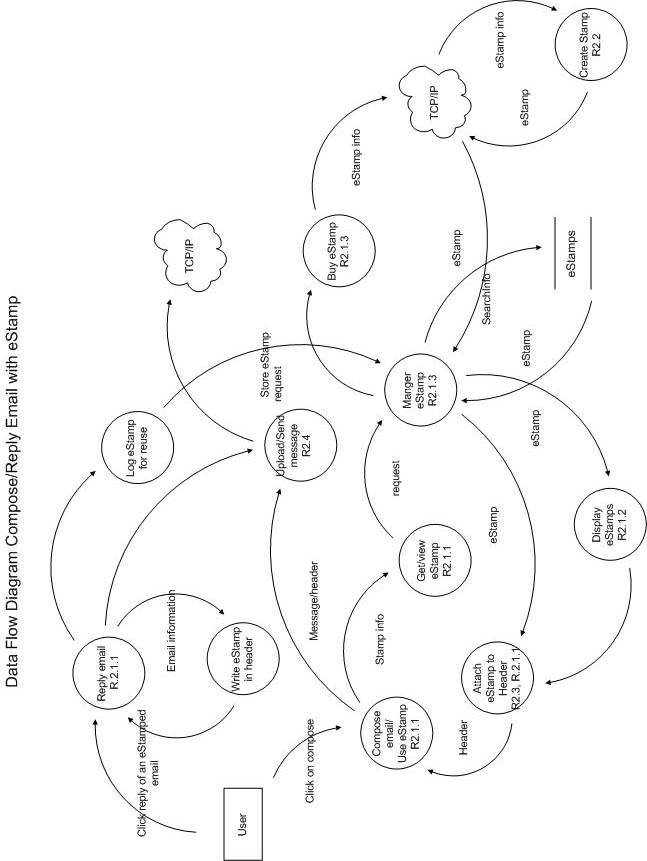 Data Flow Diagram Compose/Reply Email with eStamp
User
Click reply of an eStamped
email
Click on compose
Reply email
R.2.1.1
Email information
Write eStamp
in header
Log eStamp
for reuse
Store eStamp
request
Upload/Send
message
R2.4
TCP/IP
Message/header
Compose
email/
Use eStamp
R2.1.1
Stamp info
Get/view
eStamp
R2.1.1
request
Manger
eStamp
R2.1.3
Buy eStamp
R2.1.3
eStamp info
TCP/IP
eStamp info
Create Stamp
R2.2
eStamp
eStamp
SearchInfo
eStamps
eStamp
eStamp
Display
eStamps
R2.1.2
eStamp
Attach
eStamp to
Header
R2.3, R.2.1.1
Header